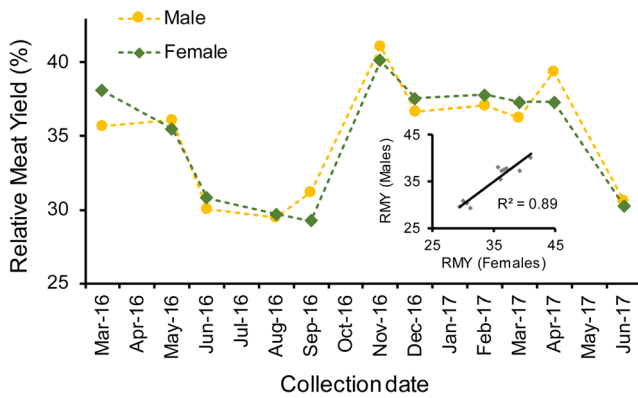 Male
Female
Relative Meat Yield (%)
40
35
30
25
45
35
25
RMY (Males)
R² = 0.89
25 35 45
RMY (Females)
Mar-16 Apr-16 May-16 Jun-16 Jul-16 Aug-16 Sep-16 Oct-16 Nov-16 Dec-16 Jan-17 Feb-17 Mar-17 Apr-17 May-17 Jun-17
Collection date